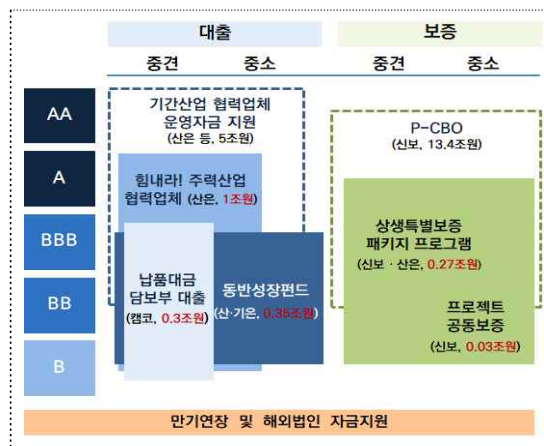 대출
보증
중견
중소
중견
중소
AA
A
BBB
BB
B
기간산업 협력업체
운영자금 지원
(산은 등, 5조원)
힘내라! 주력산업
협력업체 (산은, 1조원)
납품대금
담보부 대출
(캠코, 0.3조원)
동반성장펀드
(산·기은, 0.35조원)
P-CBO
(신보, 13.4조원)
상생특별보증
패키지 프로그램
(신보·산은, 0.27조원)
프로젝트
공동보증
(신보, 0.03조원)
만기연장 및 해외법인 자금지원